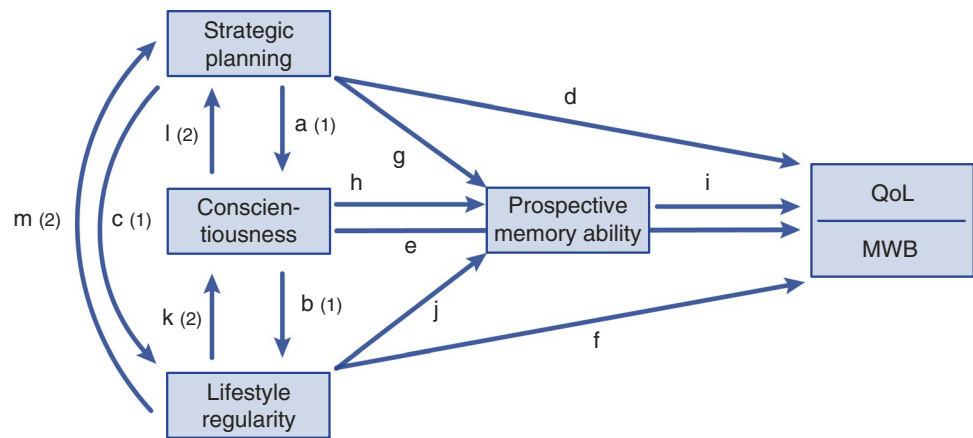 Strategic
planning
d
l (2)
a (1)
g
m (2)
c (1)
h
i
Conscien-
tiousness
Prospective
memory ability
QoL
MWB
e
k (2)
b (1)
j
f
Lifestyle
regularity